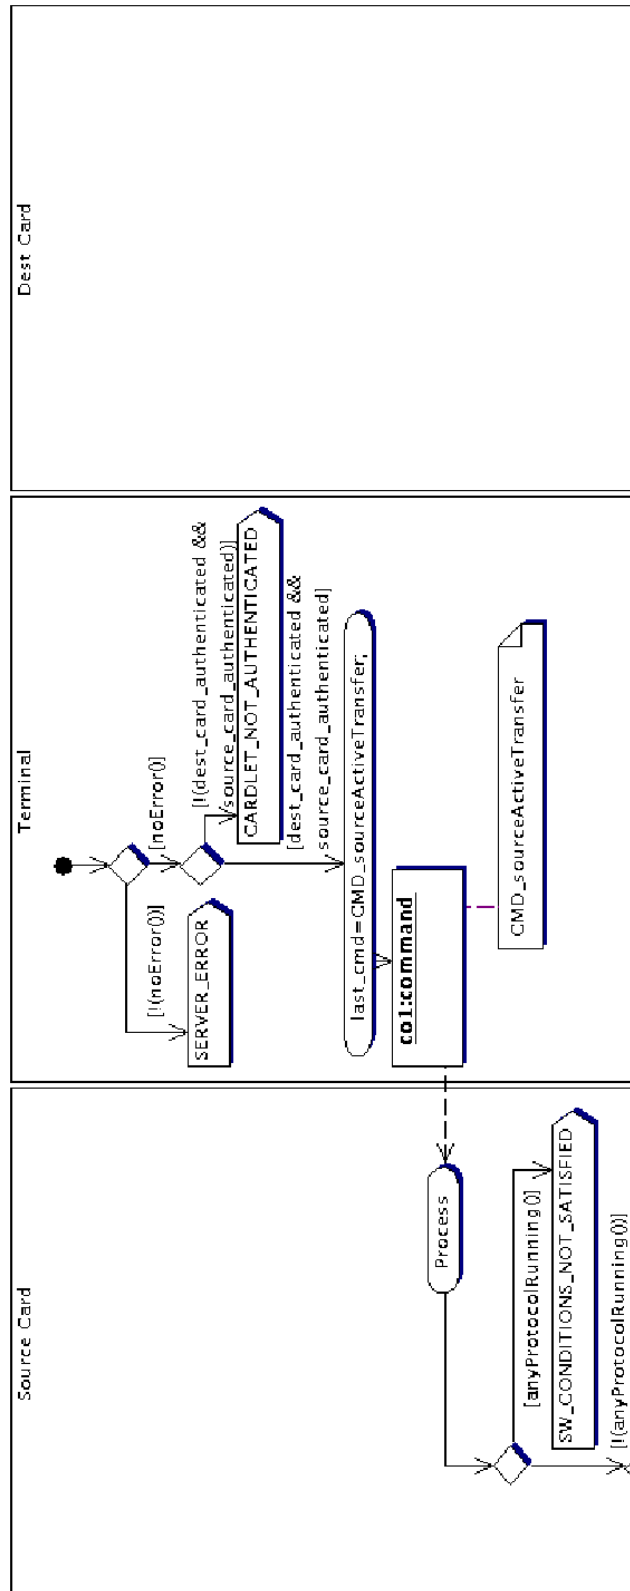 Source Card
Terminal
Dest Card
[!(noError())]
[noError()]
SERVER_ERROR
[!(dest_card_authenticated &&
source_card_authenticated)]
CARDLET_NOT_AUTHENTICATED
[dest_card_authenticated &&
source_card_authenticated]
last_cmd=CMD_sourceActiveTransfer;
co1:command
CMD_sourceActiveTransfer
Process
[anyProtocolRunning()]
SW_CONDITIONS_NOT_SATISFIED
[!(anyProtocolRunning())]